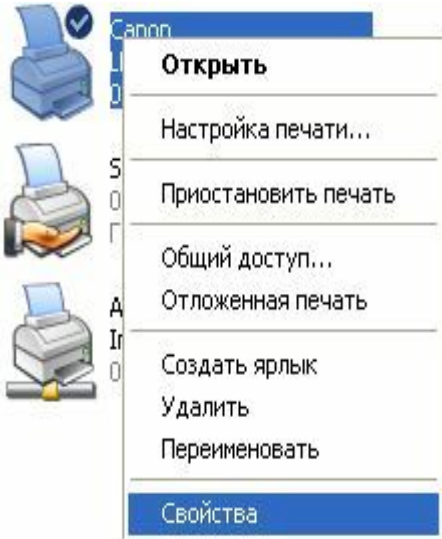 Canon
Открыть
Настройка печати...
Приостановить печать
Общий доступ...
Отложенная печать
Создать ярлык
Удалить
Переименовать
Свойства